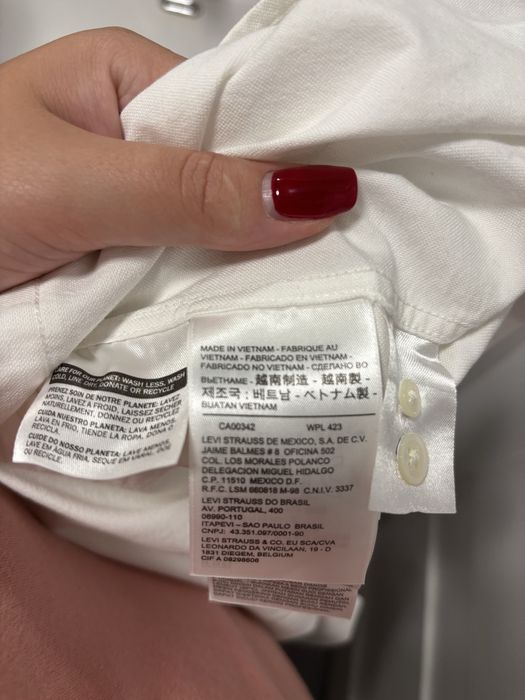 CARE FOR OUR PLANET: WASH LESS, WASH
COLD, LINE DRY, DONATE OR RECYCLE
PRENEZ SOIN DE NOTRE PLANETE: LAVEZ
MOINS, LAVEZ A FROID, LAISSEZ SECHER
NATURELLEMENT, DONNEZ OU RECYCLEZ
CUIDA NUESTRO PLANETA: LAVA MENOS,
LAVA EN FRIO, TIENDE LA ROPA, DONA O
RECICLA.
CUIDE DO NOSSO PLANETA: LAVE MENOS,
LAVE EM ÁGUA FRIA, SEQUE EM VARAL, DOE
OU RECICLE.
MADE IN VIETNAM - FABRIQUE AU
VIETNAM - FABRICADO EN VIETNAM -
FABRICADO NO VIETNAM - СДЕЛАНО ВО
ВЬЕТНАМЕ - 越南制造 - 越南製 -
제조국 : 베트남 - ベトナム製 -
BUATAN VIETNAM
CA00342 WPL 423
LEVI STRAUSS DE MEXICO, S.A. DE C.V.
JAIME BALMES # 8 OFICINA 502
COL. LOS MORALES POLANCO
DELEGACION MIGUEL HIDALGO
C.P. 11510 MEXICO D.F.
R.F.C. LSM 660818 M-98 C.N.I.V. 3337
LEVI STRAUSS DO BRASIL
AV. PORTUGAL, 400
06690-110
ITAPEVI – SAO PAULO BRASIL
CNPJ: 43.351.097/0001-90
LEVI STRAUSS & CO. EU SCA/CVA
LEONARDO DA VINCILAAN, 19 - D
1831 DIEGEM, BELGIUM
CIF A 08298606